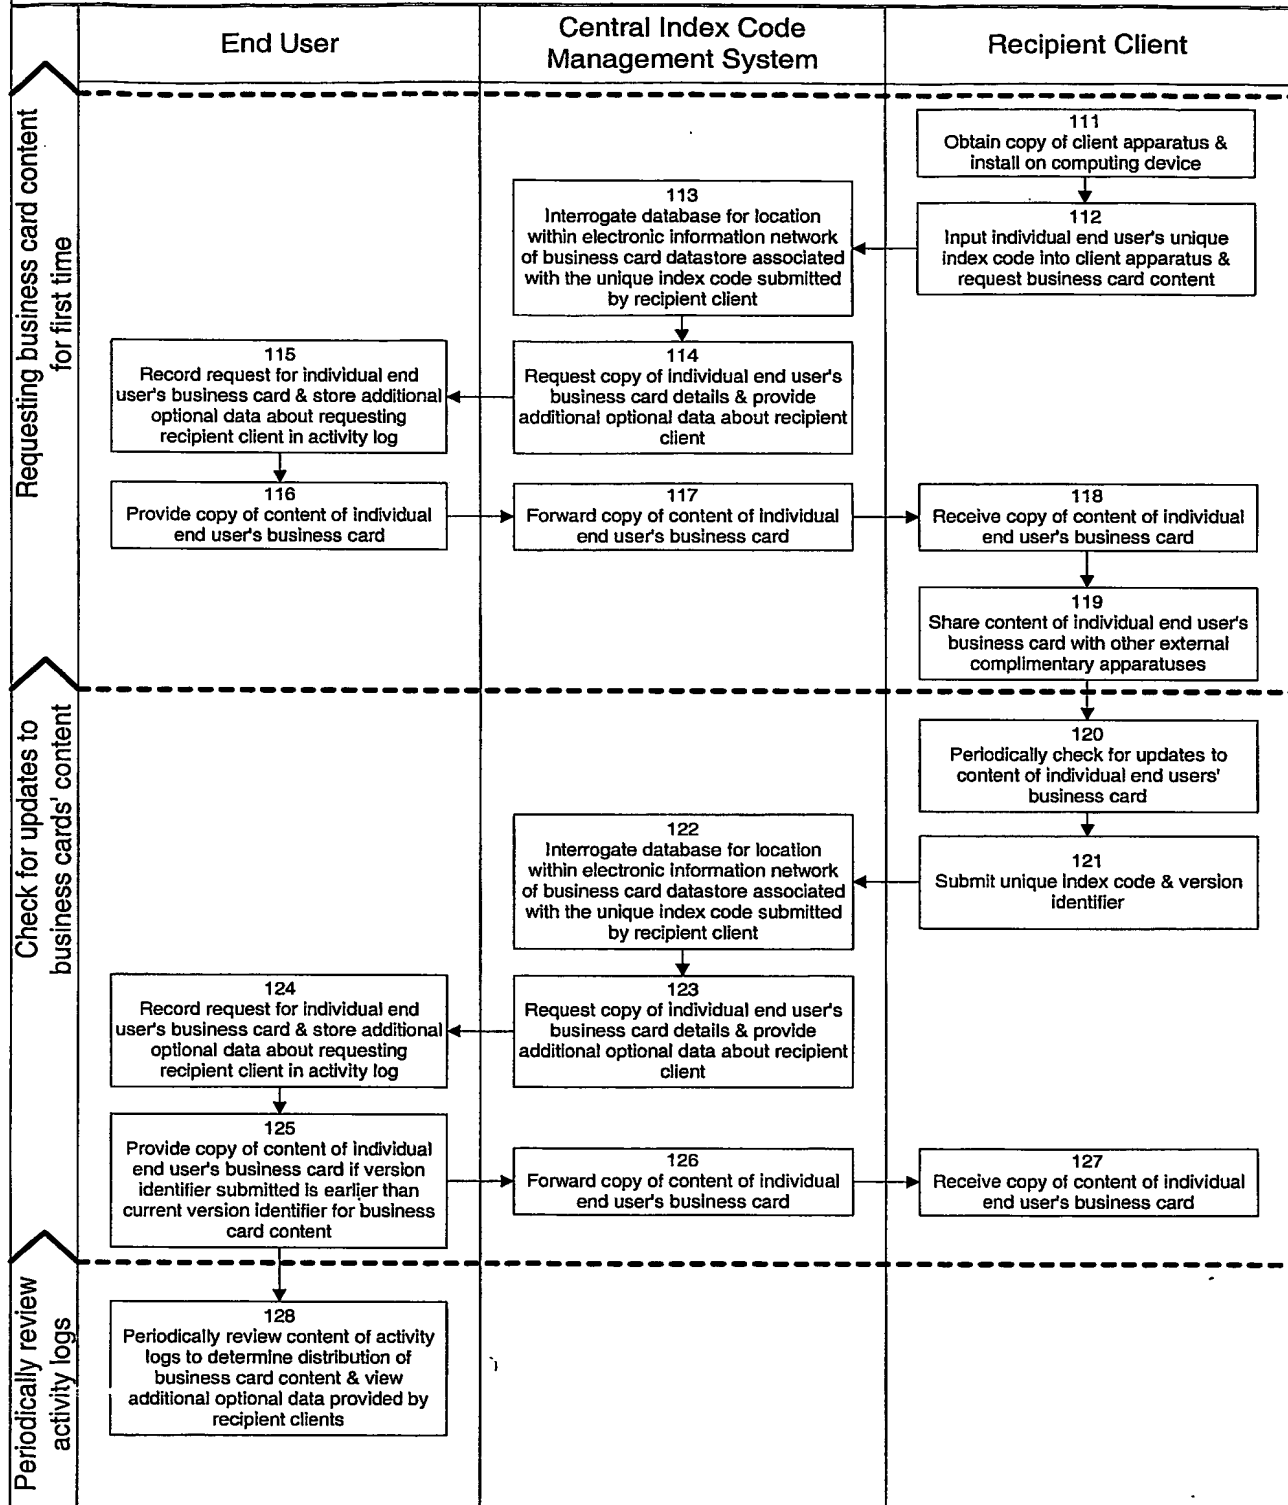 End User
Central Index Code
Management System
Recipient Client
Requesting business card content
for first time
111
Obtain copy of client apparatus &
install on computing device
112
Input individual end user's unique
index code into client apparatus &
request business card content
113
Interrogate database for location
within electronic information network
of business card datastore associated
with the unique index code submitted
by recipient client
114
Request copy of individual end user's
business card details & provide
additional optional data about recipient
client
115
Record request for individual end
user's business card & store additional
optional data about requesting
recipient client in activity log
116
Provide copy of content of individual
end user's business card
117
Forward copy of content of individual
end user's business card
118
Receive copy of content of individual
end user's business card
119
Share content of individual end user's
business card with other external
complimentary apparatuses
Check for updates to
business cards' content
120
Periodically check for updates to
content of individual end users'
business card
121
Submit unique index code & version
identifier
122
Interrogate database for location
within electronic information network
of business card datastore associated
with the unique index code submitted
by recipient client
123
Request copy of individual end user's
business card details & provide
additional optional data about recipient
client
124
Record request for individual end
user's business card & store additional
optional data about requesting
recipient client in activity log
125
Provide copy of content of individual
end user's business card if version
identifier submitted is earlier than
current version identifier for business
card content
126
Forward copy of content of individual
end user's business card
127
Receive copy of content of individual
end user's business card
Periodically review
activity logs
128
Periodically review content of activity
logs to determine distribution of
business card content & view
additional optional data provided by
recipient clients